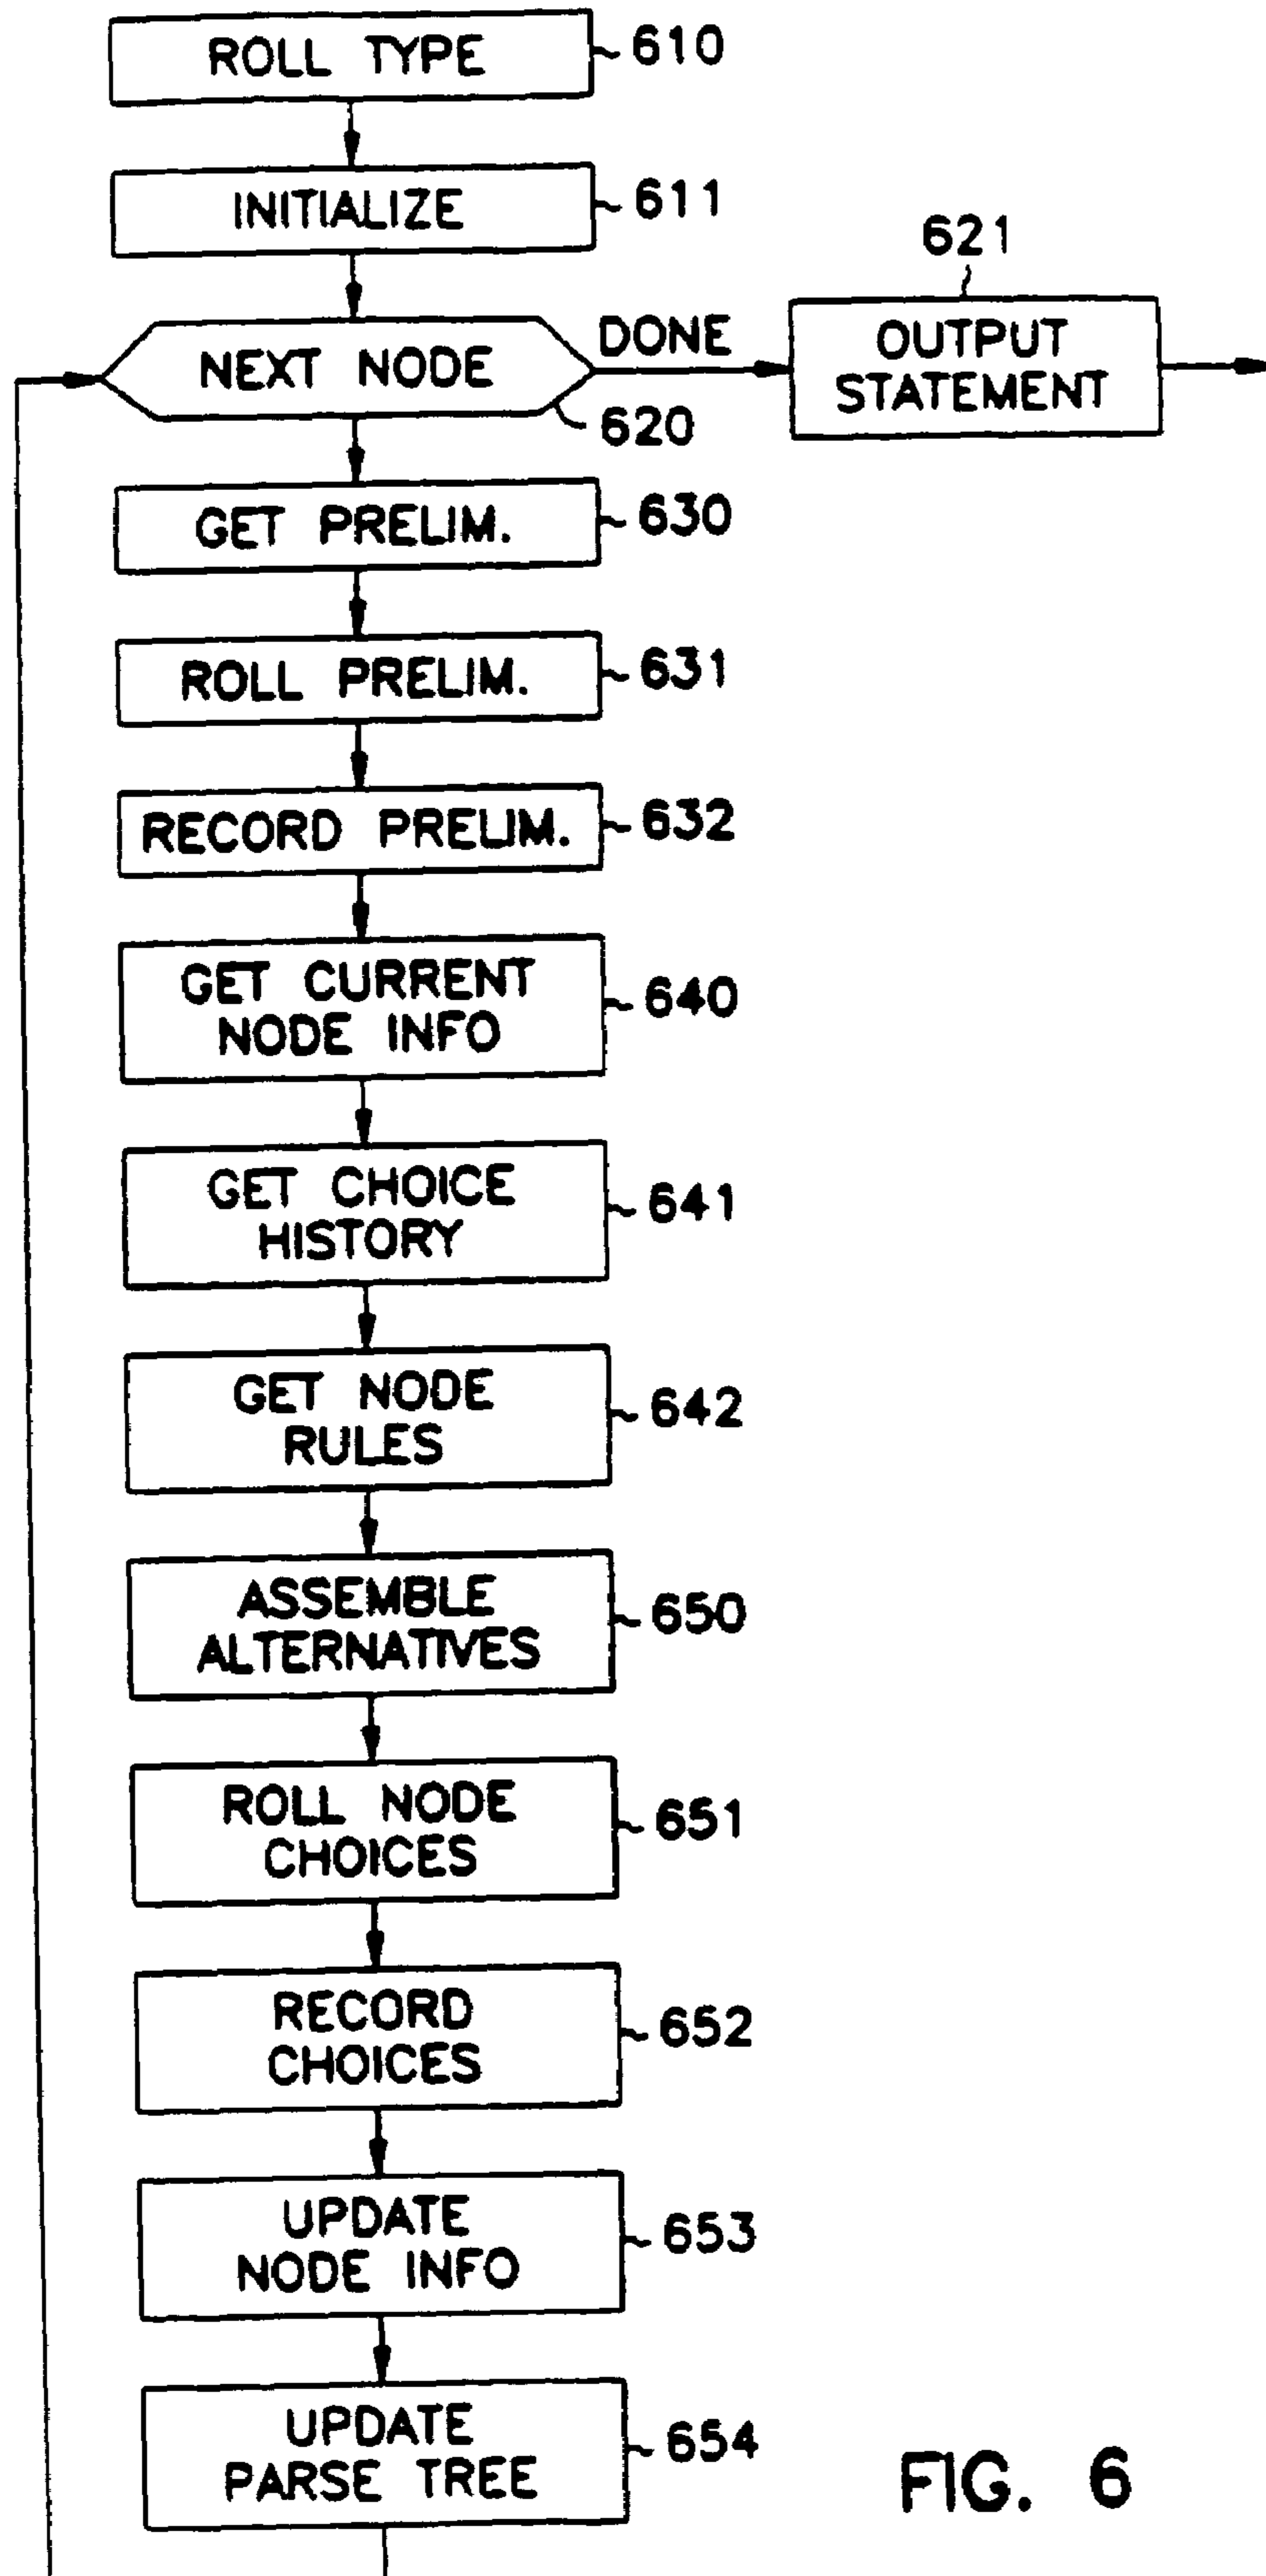 ROLL TYPE
610
INITIALIZE
611
621
NEXT NODE
DONE
OUTPUT
STATEMENT
620
GET PRELIM.
630
ROLL PRELIM.
631
RECORD PRELIM.
632
GET CURRENT
NODE INFO
640
GET CHOICE
HISTORY
641
GET NODE
RULES
642
ASSEMBLE
ALTERNATIVES
650
ROLL NODE
CHOICES
651
RECORD
CHOICES
652
UPDATE
NODE INFO
653
UPDATE
PARSE TREE
654
FIG. 6